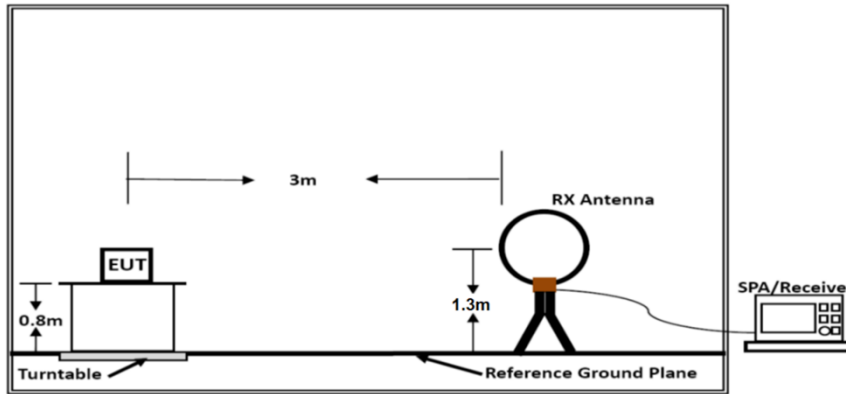 3m
RX Antenna
EUT
SPA/Receive
0.8m
1.3m
Turntable
Reference Ground Plane